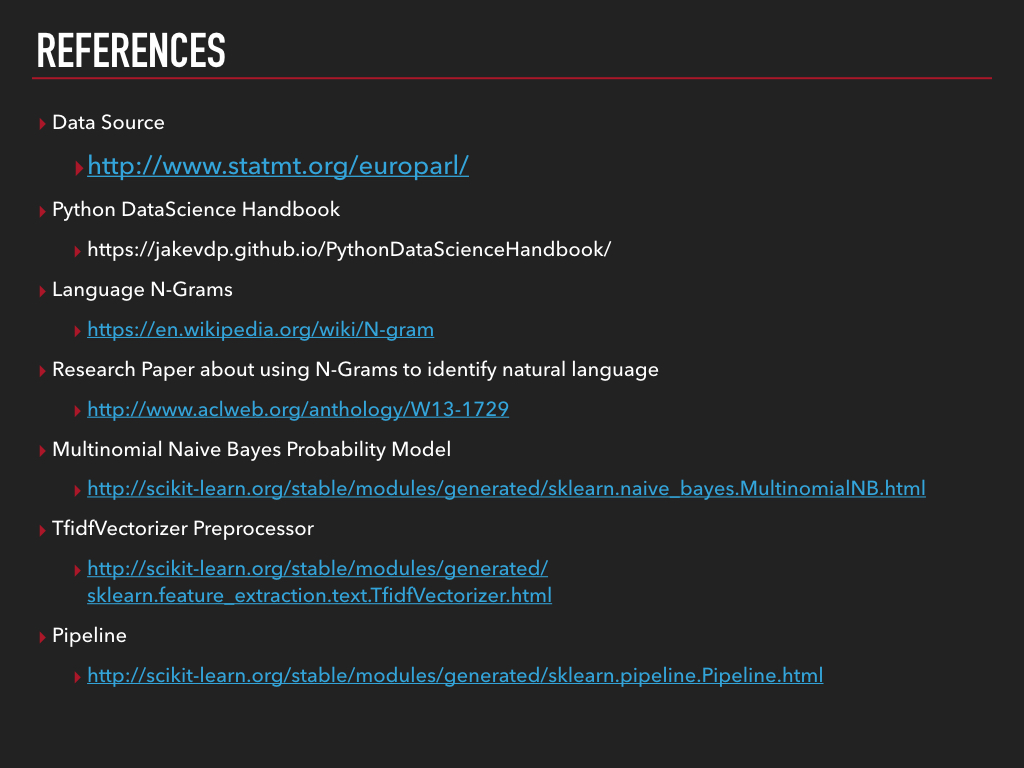 REFERENCES
Data Source
http://www.statmt.org/europarl/
Python DataScience Handbook
https://jakevdp.github.io/PythonDataScienceHandbook/
Language N-Grams
https://en.wikipedia.org/wiki/N-gram
Research Paper about using N-Grams to identify natural language
http://www.aclweb.org/anthology/W13-1729
Multinomial Naive Bayes Probability Model
http://scikit-learn.org/stable/modules/generated/sklearn.naive_bayes.MultinomialNB.html
TfidfVectorizer Preprocessor
http://scikit-learn.org/stable/modules/generated/
sklearn.feature_extraction.text.TfidfVectorizer.html
Pipeline
http://scikit-learn.org/stable/modules/generated/sklearn.pipeline.Pipeline.html